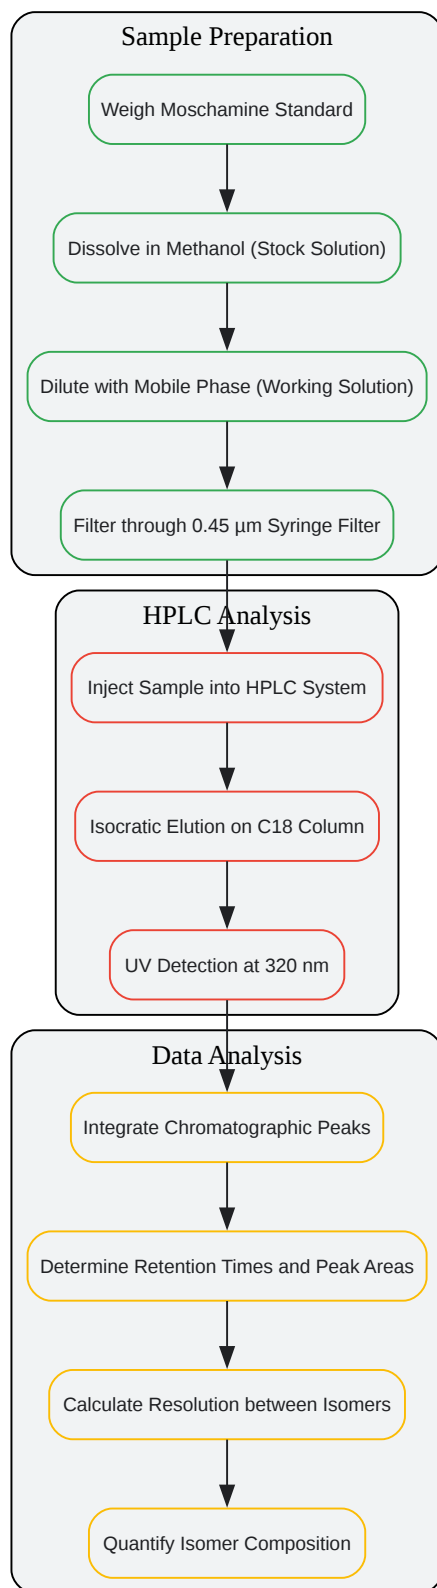 Sample Preparation
Weigh Moschamine Standard
Dissolve in Methanol (Stock Solution)
Dilute with Mobile Phase (Working Solution)
Filter through 0.45 µm Syringe Filter
HPLC Analysis
Inject Sample into HPLC System
Isocratic Elution on C18 Column
UV Detection at 320 nm
Data Analysis
Integrate Chromatographic Peaks
Determine Retention Times and Peak Areas
Calculate Resolution between Isomers
Quantify Isomer Composition